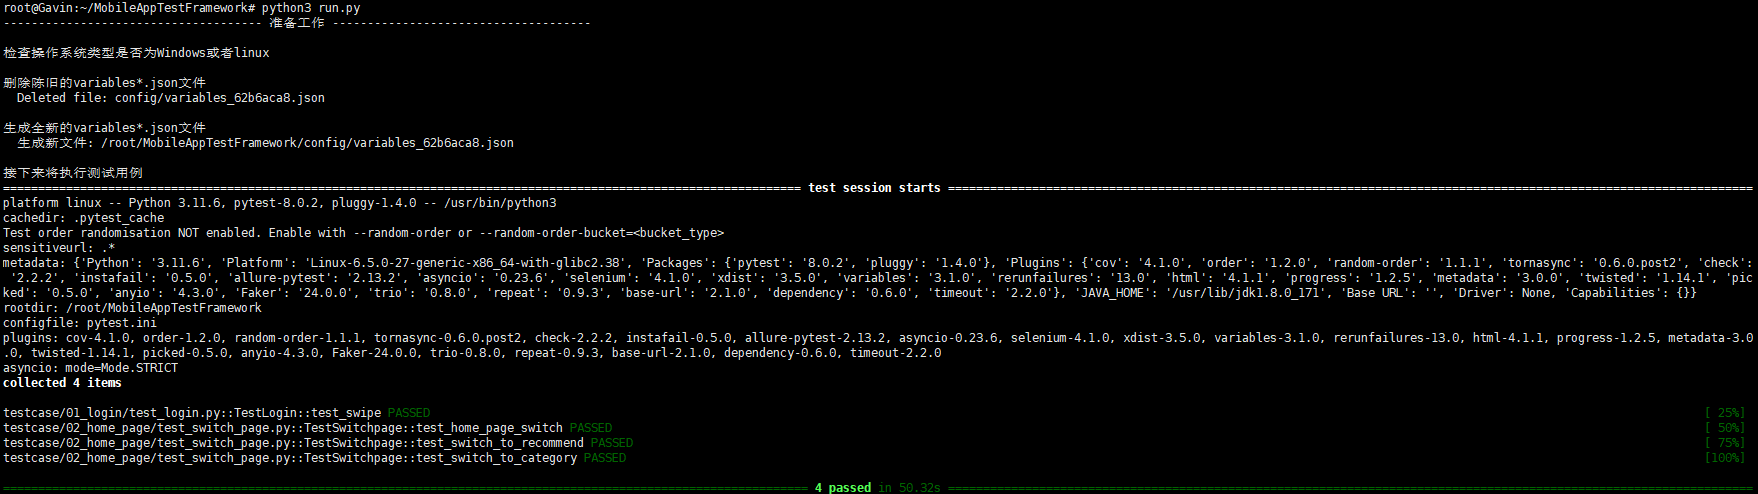 root@Gavin:~/MobileAppTestFramework# python3 run.py
------------------------------------- 准备工作 -------------------------------------
检查操作系统类型是否为Windows或者linux
删除陈旧的variables*.json文件
Deleted file: config/variables_62b6aca8.json
生成全新的variables*.json文件
生成新文件: /root/MobileAppTestFramework/config/variables_62b6aca8.json
接下来将执行测试用例
test session starts
platform linux -- Python 3.11.6, pytest-8.0.2, pluggy-1.4.0 -- /usr/bin/python3
cachedir: .pytest_cache
Test order randomisation NOT enabled. Enable with --random-order or --random-order-bucket=<bucket_type>
sensitiveurl: .*
metadata: {'Python': '3.11.6', 'Platform': 'Linux-6.5.0-27-generic-x86_64-with-glibc2.38', 'Packages': {'pytest': '8.0.2', 'pluggy': '1.4.0'}, 'Plugins': {'cov': '4.1.0', 'order': '1.2.0', 'random-order': '1.1.1', 'tornasync': '0.6.0.post2', 'check':
'2.2.2', 'instafail': '0.5.0', 'allure-pytest': '2.13.2', 'asyncio': '0.23.6', 'selenium': '4.1.0', 'xdist': '3.5.0', 'variables': '3.1.0', 'rerunfailures': '13.0', 'html': '4.1.1', 'progress': '1.2.5', 'metadata': '3.0.0', 'twisted': '1.14.1', 'pic
ked': '0.5.0', 'anyio': '4.3.0', 'Faker': '24.0.0', 'trio': '0.8.0', 'repeat': '0.9.3', 'base-url': '2.1.0', 'dependency': '0.6.0', 'timeout': '2.2.0'}, 'JAVA_HOME': '/usr/lib/jdk1.8.0_171', 'Base URL': '', 'Driver': None, 'Capabilities': {}}
rootdir: /root/MobileAppTestFramework
configfile: pytest.ini
plugins: cov-4.1.0, order-1.2.0, random-order-1.1.1, tornasync-0.6.0.post2, check-2.2.2, instafail-0.5.0, allure-pytest-2.13.2, asyncio-0.23.6, selenium-4.1.0, xdist-3.5.0, variables-3.1.0, rerunfailures-13.0, html-4.1.1, progress-1.2.5, metadata-3.0
.0, twisted-1.14.1, picked-0.5.0, anyio-4.3.0, Faker-24.0.0, trio-0.8.0, repeat-0.9.3, base-url-2.1.0, dependency-0.6.0, timeout-2.2.0
asyncio: mode=Mode.STRICT
collected 4 items
testcase/01_login/test_login.py::TestLogin::test_swipe PASSED [ 25%]
testcase/02_home_page/test_switch_page.py::TestSwitchpage::test_home_page_switch PASSED [ 50%]
testcase/02_home_page/test_switch_page.py::TestSwitchpage::test_switch_to_recommend PASSED [ 75%]
testcase/02_home_page/test_switch_page.py::TestSwitchpage::test_switch_to_category PASSED [100%]
4 passed in 50.32s